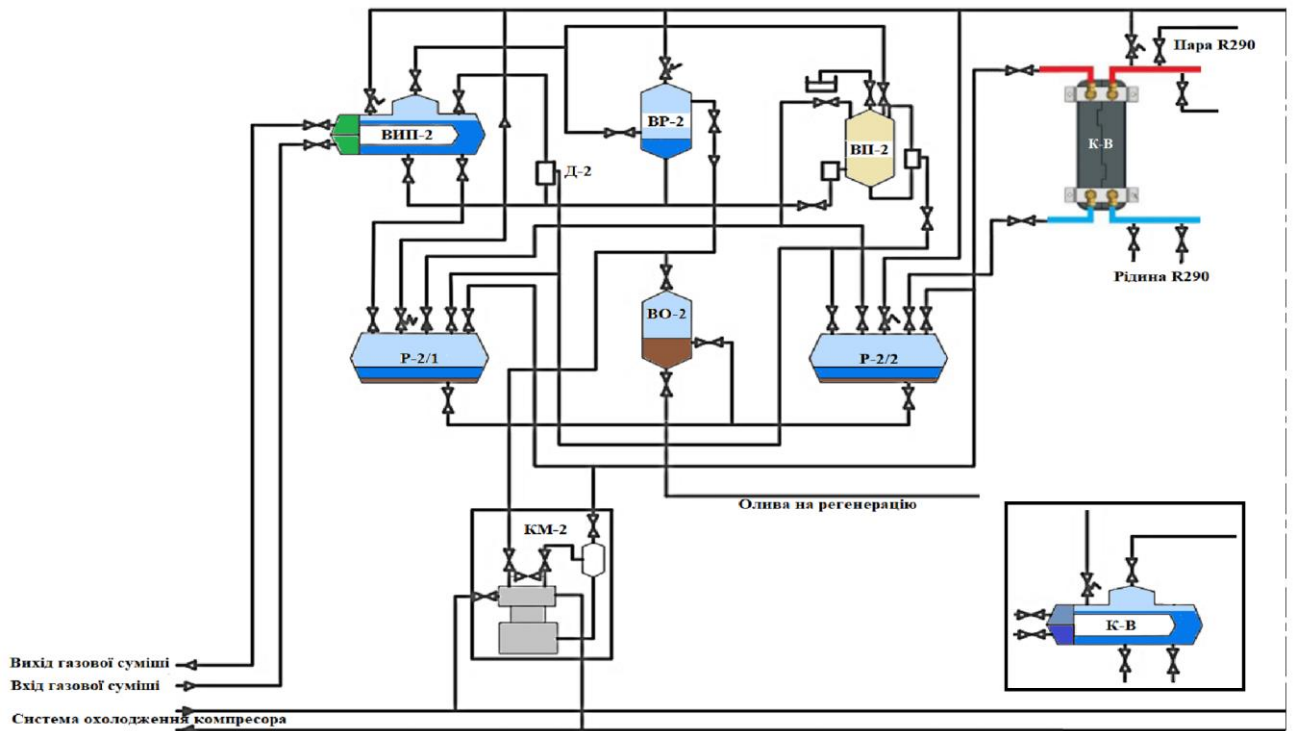 Пара R290
ВИП-2
ВР-2
ВП-2
К-В
Д-2
Рідина R290
ВО-2
Р-2/1
Р-2/2
Олива на регенерацію
КМ-2
К-В
Вихід газової суміші
Вхід газової суміші
Система охолодження компресора